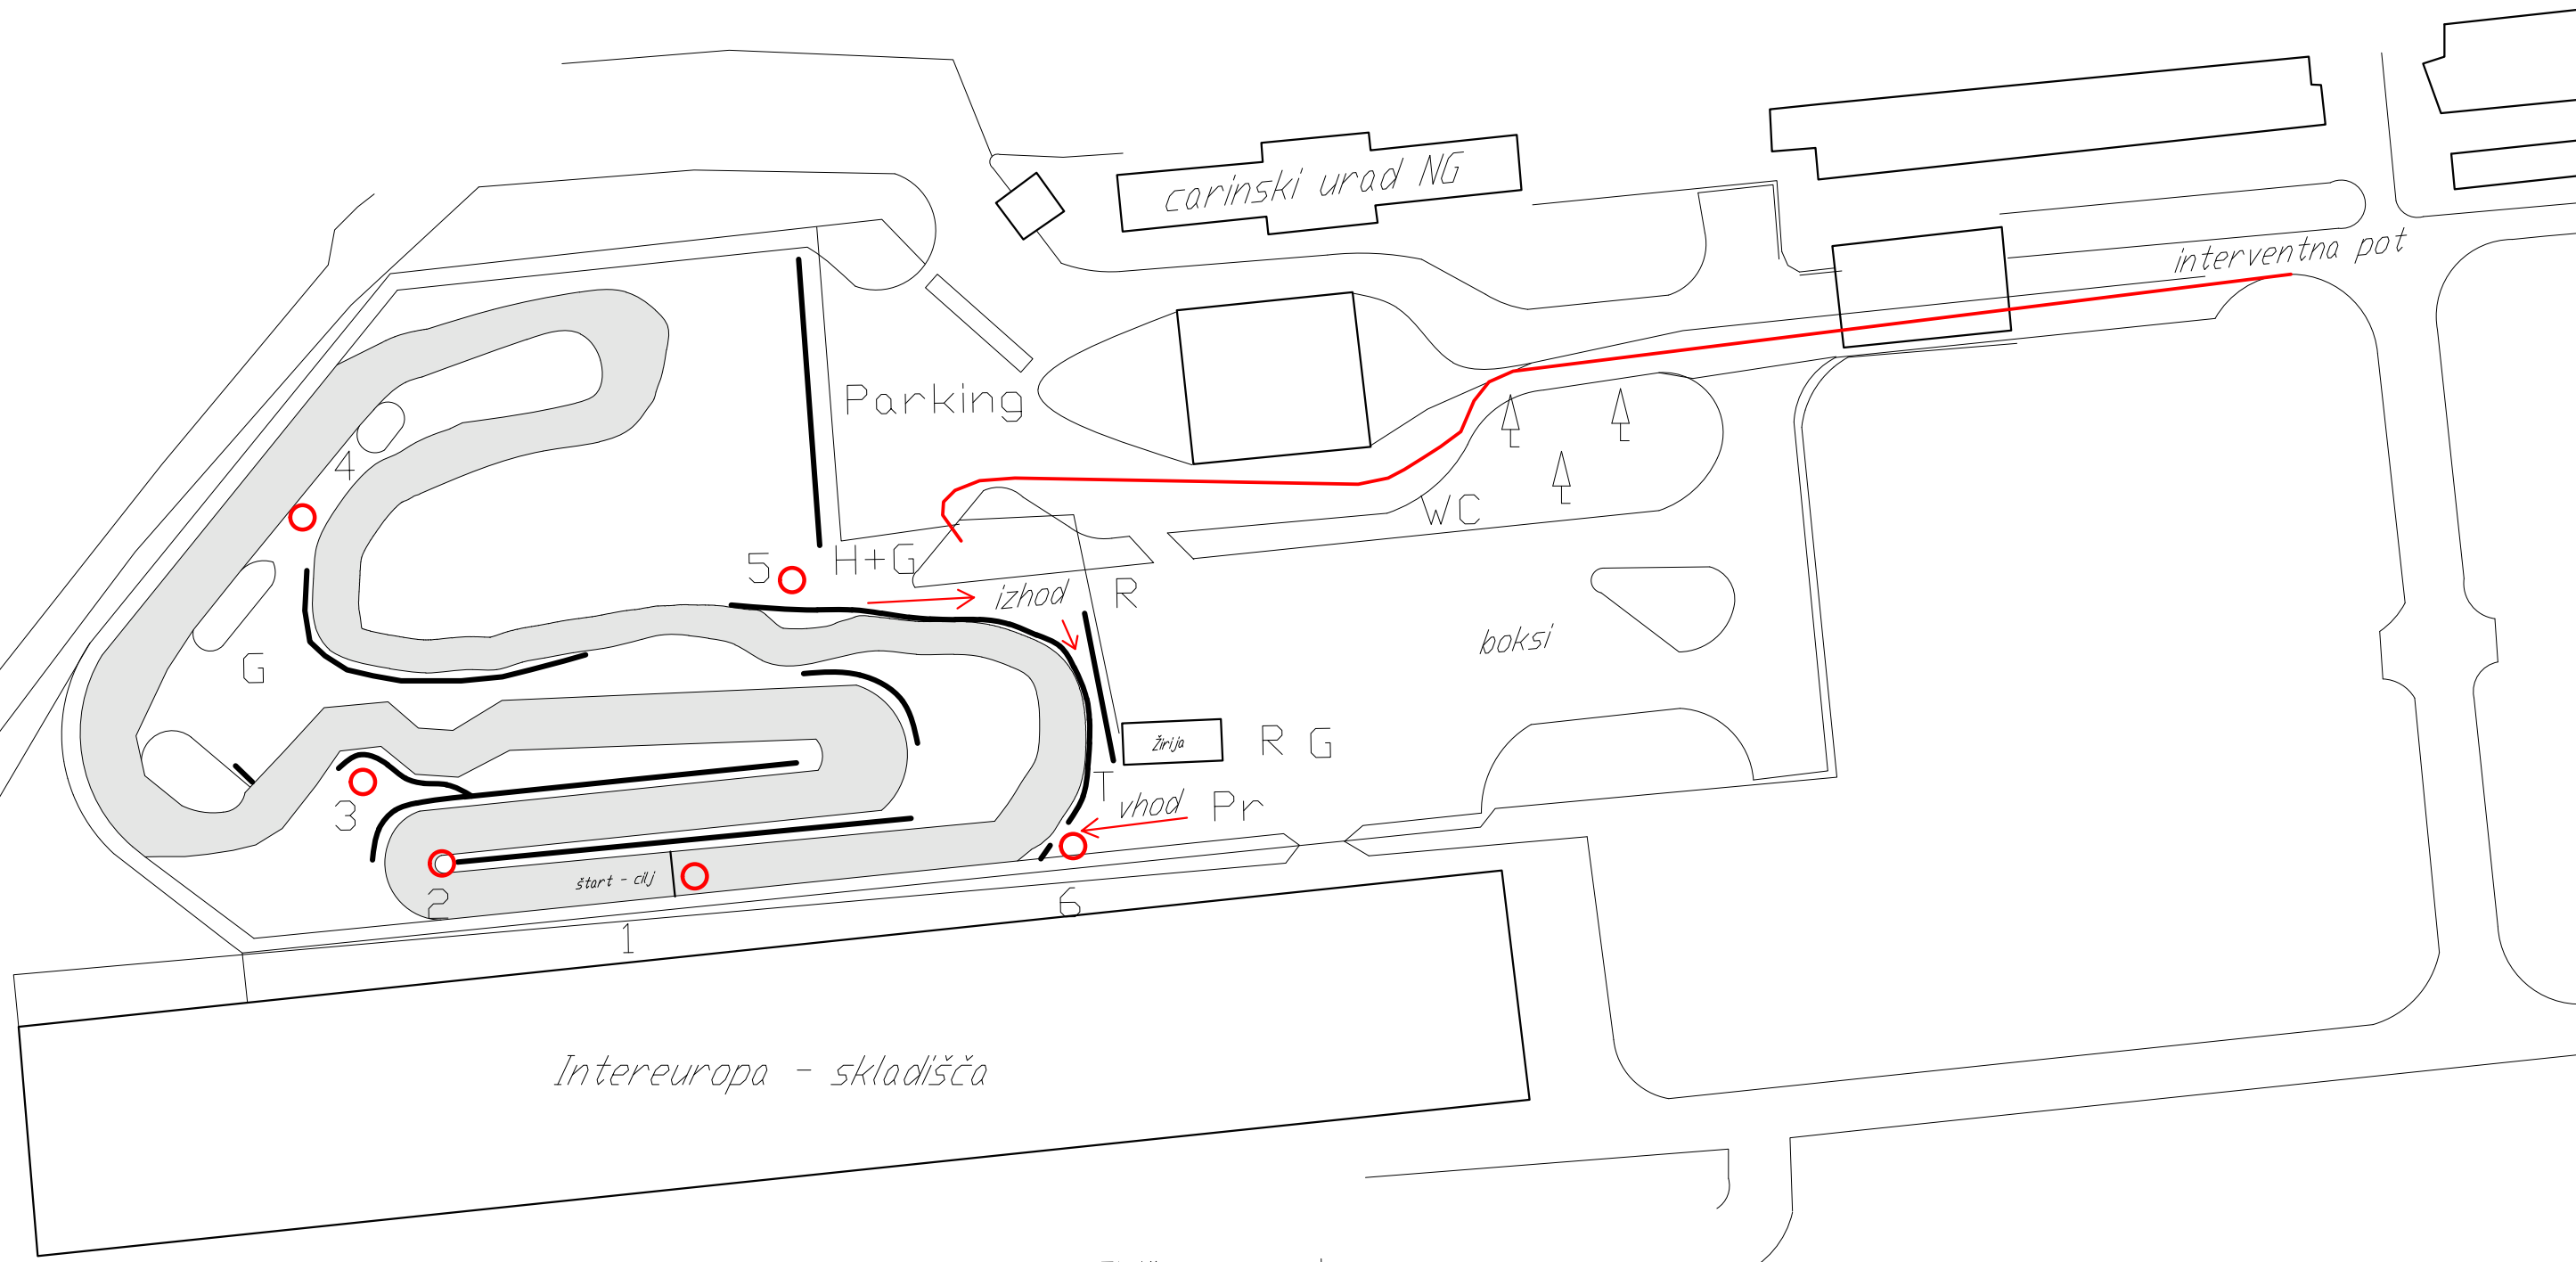 carinski urad NG
interventna pot
Parking
4
WC
5
H+G
izhod
R
boksi
G
Žirija
R G
T
vhod
Pr
3
štart - cilj
2
6
1
Intereuropa - skladišča